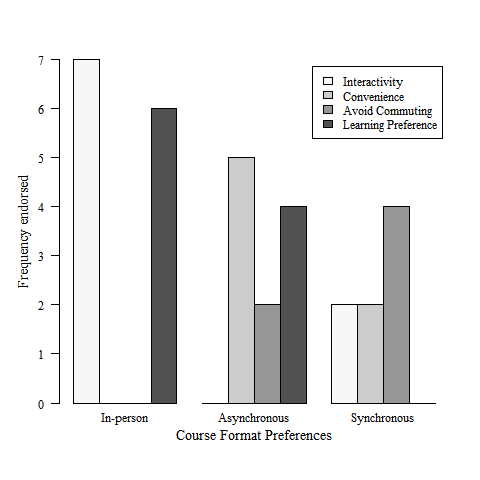 7
6
5
4
3
2
1
0
Frequency endorsed
Interactivity
Convenience
Avoid Commuting
Learning Preference
In-person Asynchronous Synchronous
Course Format Preferences